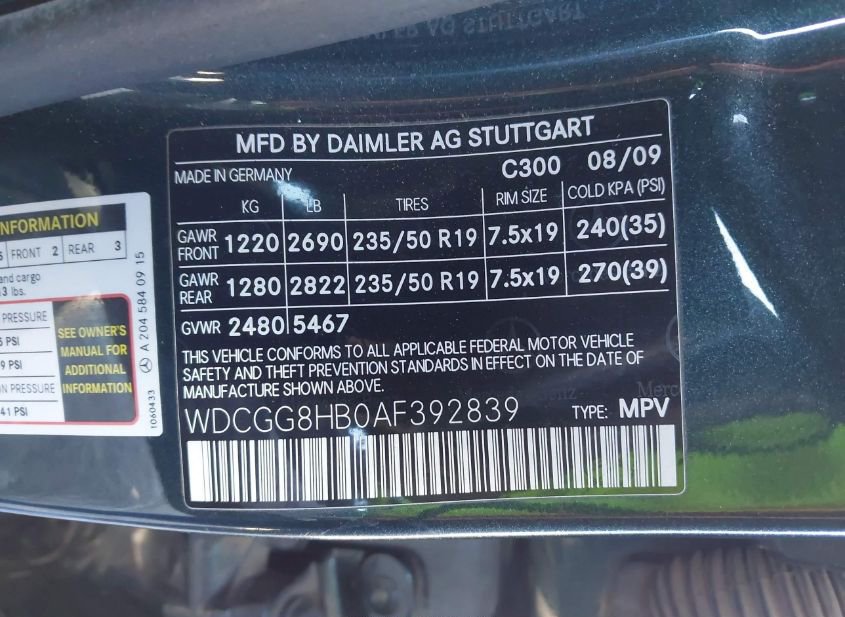 MFD BY DAIMLER AG STUTTGART
MADE IN GERMANY C300 08/09
KG LB TIRES RIM SIZE COLD KPA (PSI)
GAWR FRONT 1220 2690 235/50 R19 7.5x19 240(35)
GAWR REAR 1280 2822 235/50 R19 7.5x19 270(39)
GVWR 2480 5467
THIS VEHICLE CONFORMS TO ALL APPLICABLE FEDERAL MOTOR VEHICLE
SAFETY AND THEFT PREVENTION STANDARDS IN EFFECT ON THE DATE OF
MANUFACTURE INDICATED ABOVE.
WDCGG8HB0AF392839 TYPE: MPV
INFORMATION
FRONT 2 REAR 3
and cargo
lbs.
PRESSURE
PSI
PSI
PRESSURE
41 PSI
SEE OWNER'S
MANUAL FOR
ADDITIONAL
INFORMATION
A 204 584 09 15
1060433